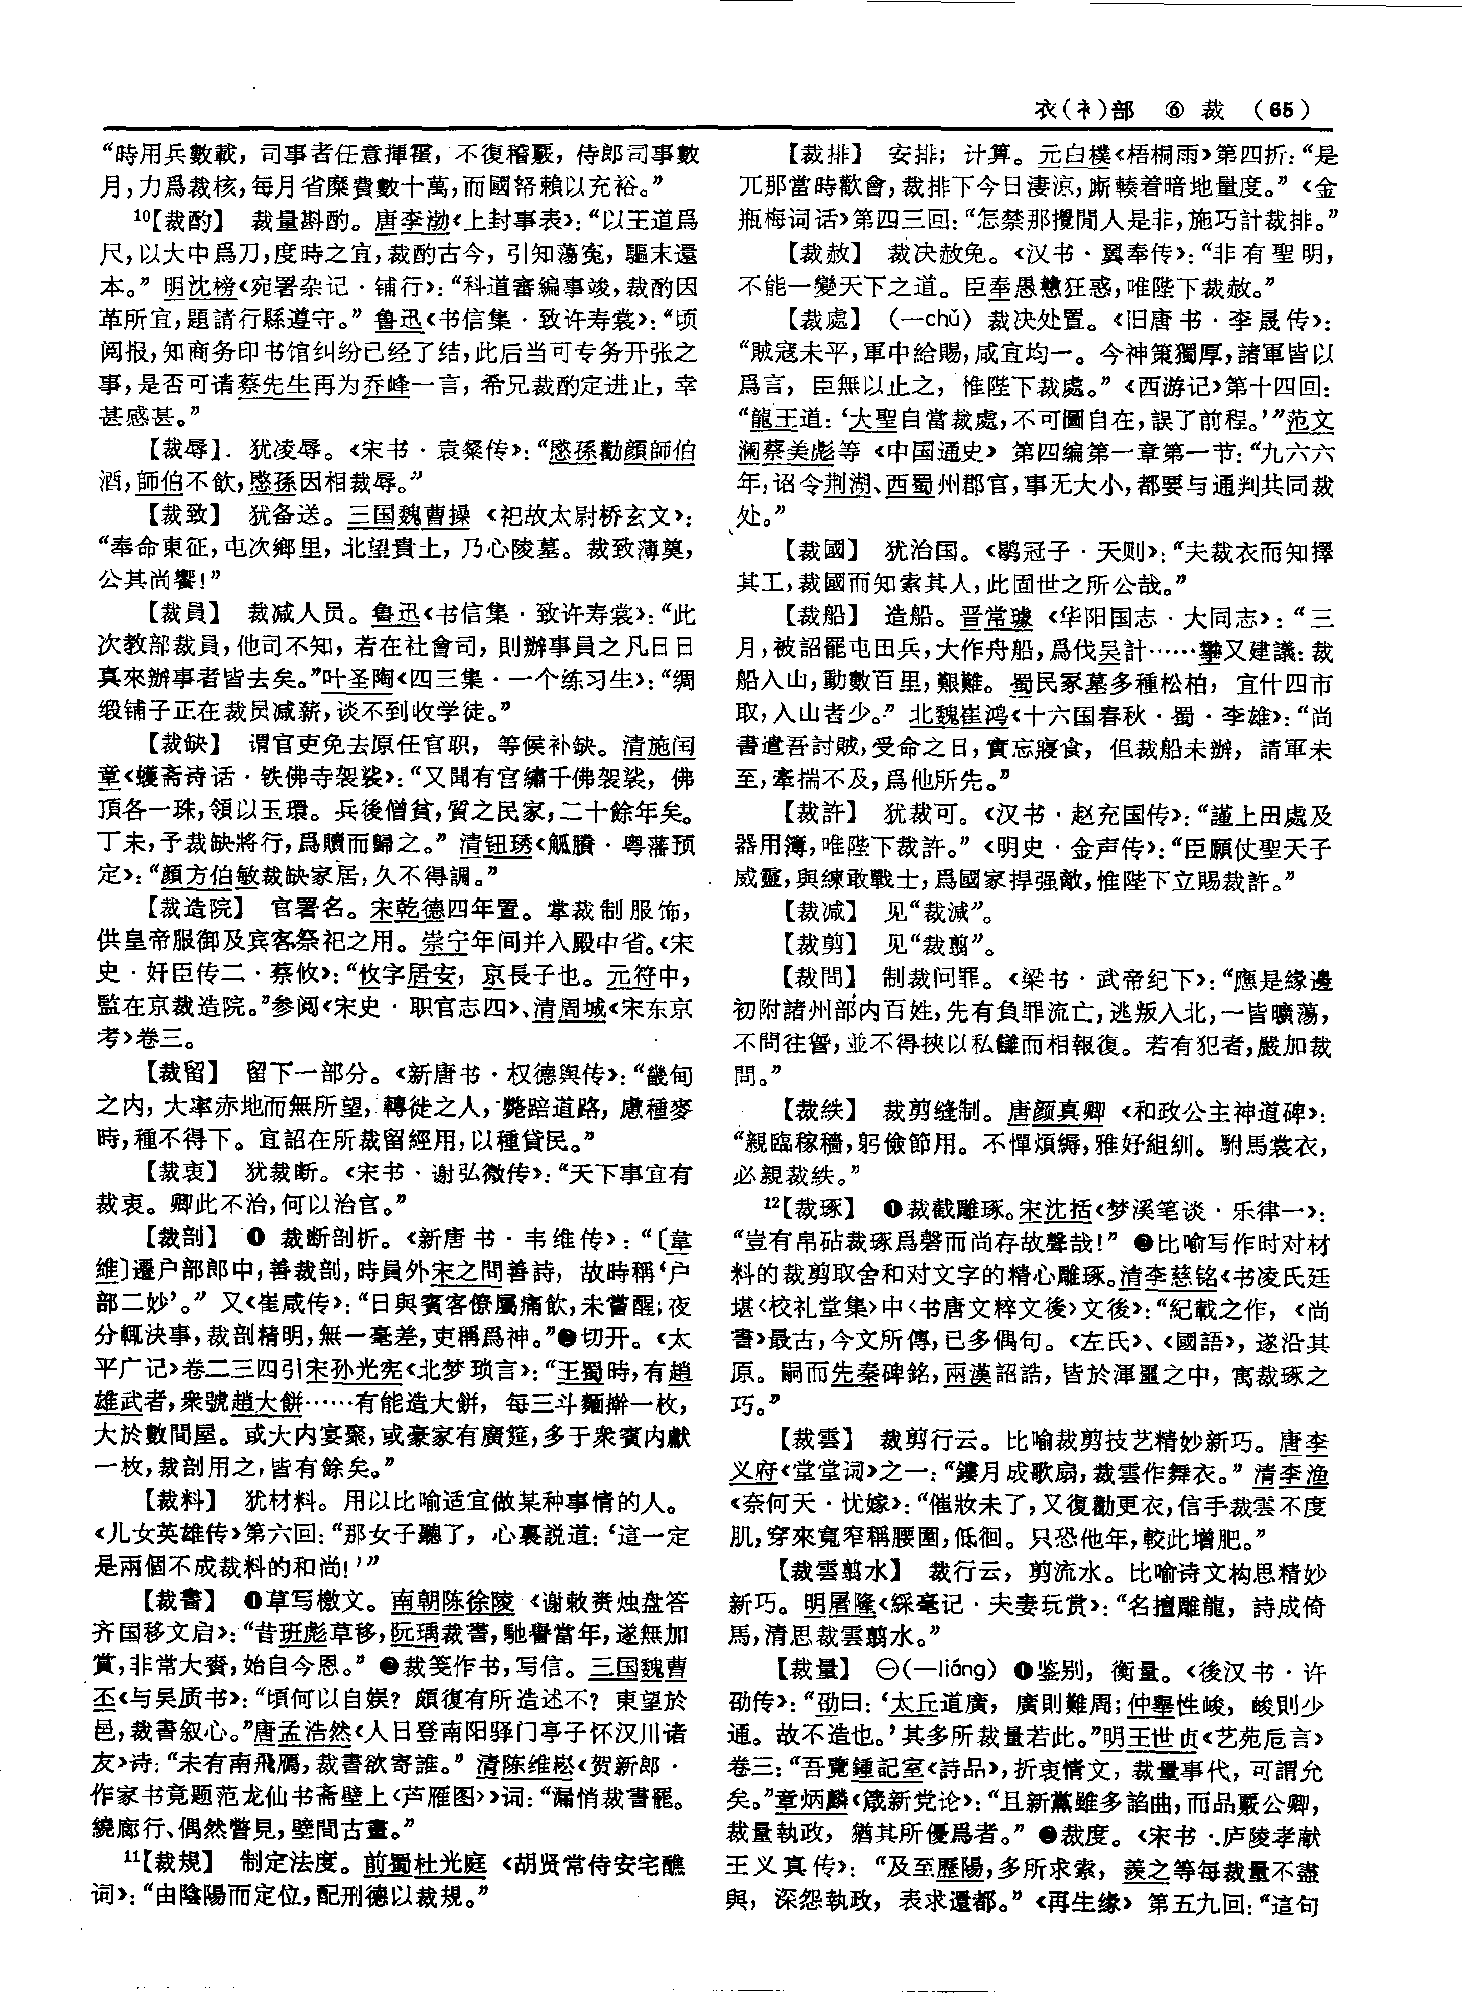 衣(衤)部 ⑥ 裁 (65)
“時用兵數載，司事者任意揮霍，不復稽覈，侍郎司事數
月，力爲裁核，每月省糜費數十萬，而國帑賴以充裕。”
10【裁酌】 裁量斟酌。唐李渤《上封事表》：“以王道爲
尺，以大中爲刀，度時之宜，裁酌古今，引知蕩寃，驅末還
本。”明沈榜《宛署杂记·铺行》：“科道審編事竣，裁酌因
革所宜，題請行縣遵守。”鲁迅《书信集·致许寿裳》：“顷
阅报，知商务印书馆纠纷已经了结，此后当可专务开张之
事，是否可请蔡先生再为乔峰一言，希兄裁酌定进止，幸
甚感甚。”
【裁辱】． 犹凌辱。《宋书·袁粲传》：“愍孫勸顔師伯
酒，師伯不飲，愍孫因相裁辱。”
【裁致】 犹备送。三国魏曹操《祀故太尉桥玄文》：
“奉命東征，屯次鄉里，北望貴土，乃心陵墓。裁致薄奠，
公其尚饗！”
【裁員】 裁减人员。鲁迅《书信集·致许寿裳》：“此
次教部裁員，他司不知，若在社會司，則辦事員之凡日日
真來辦事者皆去矣。”叶圣陶《四三集·一个练习生》：“绸
缎铺子正在裁员减薪，谈不到收学徒。”
【裁缺】 谓官吏免去原任官职，等候补缺。清施闰
章《蠖斋诗话·铁佛寺袈裟》：“又聞有宫繡千佛袈裟，佛
頂各一珠，領以玉環。兵後僧貧，質之民家，二十餘年矣。
丁未，予裁缺將行，爲贖而歸之。”清钮琇《觚賸·粤藩预
定》：“顔方伯敏裁缺家居，久不得調。”
【裁造院】 官署名。宋乾德四年置。掌裁制服饰，
供皇帝服御及宾客祭祀之用。崇宁年间并入殿中省。《宋
史·奸臣传二·蔡攸》：“攸字居安，京長子也。元符中，
監在京裁造院。”参阅《宋史·职官志四》、清周城《宋东京
考》卷三。
【裁留】 留下一部分。《新唐书·权德舆传》：“畿甸
之内，大率赤地而無所望，轉徙之人，斃踣道路，慮種麥
時，種不得下。宜詔在所裁留經用，以種貸民。”
【裁衷】 犹裁断。《宋书·谢弘微传》：“天下事宜有
裁衷。卿此不治，何以治官。”
【裁剖】 ❶ 裁断剖析。《新唐书·韦维传》：“〔韋
維〕遷户部郎中，善裁剖，時員外宋之問善詩，故時稱‘户
部二妙’。”又《崔咸传》：“日與賓客僚屬痛飲，未嘗醒；夜
分輒決事，裁剖精明，無一毫差，吏稱爲神。”❷切开。《太
平广记》卷二三四引宋孙光宪《北梦琐言》：“王蜀時，有趙
雄武者，衆號趙大餅……有能造大餅，每三斗麵擀一枚，
大於數間屋。或大内宴聚，或豪家有廣筵，多于衆賓内獻
一枚，裁剖用之，皆有餘矣。”
【裁料】 犹材料。用以比喻适宜做某种事情的人。
《儿女英雄传》第六回：“那女子聽了，心裏説道：‘這一定
是兩個不成裁料的和尚！’”
【裁書】 ❶草写檄文。南朝陈徐陵《谢敕赉烛盘答
齐国移文启》：“昔班彪草移，阮瑀裁書，馳譽當年，遂無加
賞，非常大賚，始自今恩。”❷裁笺作书，写信。三国魏曹
丕《与吴质书》：“頃何以自娱？頗復有所造述不？東望於
邑，裁書叙心。”唐孟浩然《人日登南阳驿门亭子怀汉川诸
友》诗：“未有南飛鴈，裁書欲寄誰。”清陈维崧《贺新郎·
作家书竟题范龙仙书斋壁上〈芦雁图〉》词：“漏悄裁書罷。
繞廊行、偶然瞥見，壁間古畫。”
11【裁規】 制定法度。前蜀杜光庭《胡贤常侍安宅醮
词》：“由陰陽而定位，配刑德以裁規。”
【裁排】 安排；计算。元白樸《梧桐雨》第四折：“是
兀那當時歡會，裁排下今日淒凉，廝輳着暗地量度。”《金
瓶梅词话》第四三回：“怎禁那攪閒人是非，施巧計裁排。”
【裁赦】 裁决赦免。《汉书·翼奉传》：“非有聖明，
不能一變天下之道。臣奉愚戇狂惑，唯陛下裁赦。”
【裁處】 （—chǔ）裁决处置。《旧唐书·李晟传》：
“賊寇未平，軍中給賜，咸宜均一。今神策獨厚，諸軍皆以
爲言，臣無以止之，惟陛下裁處。”《西游记》第十四回：
“龍王道：‘大聖自當裁處，不可圖自在，誤了前程。’”范文
澜蔡美彪等《中国通史》第四编第一章第一节：“九六六
年，诏令荆湖、西蜀州郡官，事无大小，都要与通判共同裁
处。”
【裁國】 犹治国。《鹖冠子·天则》：“夫裁衣而知擇
其工，裁國而知索其人，此固世之所公哉。”
【裁船】 造船。晋常璩《华阳国志·大同志》：“三
月，被詔罷屯田兵，大作舟船，爲伐吴計……攀又建議：裁
船入山，動數百里，艱難。蜀民冢墓多種松柏，宜什四市
取，入山者少。”北魏崔鸿《十六国春秋·蜀·李雄》：“尚
書遣吾討賊，受命之日，實忘寢食，但裁船未辦，請軍未
至，牽揣不及，爲他所先。”
【裁許】 犹裁可。《汉书·赵充国传》：“謹上田處及
器用簿，唯陛下裁許。”《明史·金声传》：“臣願仗聖天子
威靈，與練敢戰士，爲國家捍强敵，惟陛下立賜裁許。”
【裁减】 见“裁減”。
【裁剪】 见“裁翦”。
【裁問】 制裁问罪。《梁书·武帝纪下》：“應是緣邊
初附諸州部内百姓，先有負罪流亡，逃叛入北，一皆曠蕩，
不問往諐，並不得挾以私讎而相報復。若有犯者，嚴加裁
問。”
【裁紩】 裁剪缝制。唐颜真卿《和政公主神道碑》：
“親臨稼穡，躬儉節用。不憚煩縟，雅好組紃。駙馬裳衣，
必親裁紩。”
12【裁琢】 ❶裁截雕琢。宋沈括《梦溪笔谈·乐律一》：
“豈有帛砧裁琢爲磬而尚存故聲哉！”❷比喻写作时对材
料的裁剪取舍和对文字的精心雕琢。清李慈铭《书凌氏廷
堪〈校礼堂集〉中〈书唐文粹文後〉文後》：“紀載之作，《尚
書》最古，今文所傳，已多偶句。《左氏》、《國語》，遂沿其
原。嗣而先秦碑銘，兩漢詔誥，皆於渾噩之中，寓裁琢之
巧。”
【裁雲】 裁剪行云。比喻裁剪技艺精妙新巧。唐李
义府《堂堂词》之一：“鏤月成歌扇，裁雲作舞衣。”清李渔
《奈何天·忧嫁》：“催妝未了，又復勸更衣，信手裁雲不度
肌，穿來寬窄稱腰圍，低徊。只恐他年，較此增肥。”
【裁雲翦水】 裁行云，剪流水。比喻诗文构思精妙
新巧。明屠隆《綵毫记·夫妻玩赏》：“名擅雕龍，詩成倚
馬，清思裁雲翦水。”
【裁量】 ㊀（—liáng）❶鉴别，衡量。《後汉书·许
劭传》：“劭曰：‘太丘道廣，廣則難周；仲舉性峻，峻則少
通。故不造也。’其多所裁量若此。”明王世贞《艺苑卮言》
卷三：“吾覽鍾記室《詩品》，折衷情文，裁量事代，可謂允
矣。”章炳麟《箴新党论》：“且新黨雖多諂曲，而品覈公卿，
裁量執政，猶其所優爲者。”❷裁度。《宋书·庐陵孝献
王义真传》：“及至歷陽，多所求索，羨之等每裁量不盡
與，深怨執政，表求還都。”《再生缘》第五九回：“這句